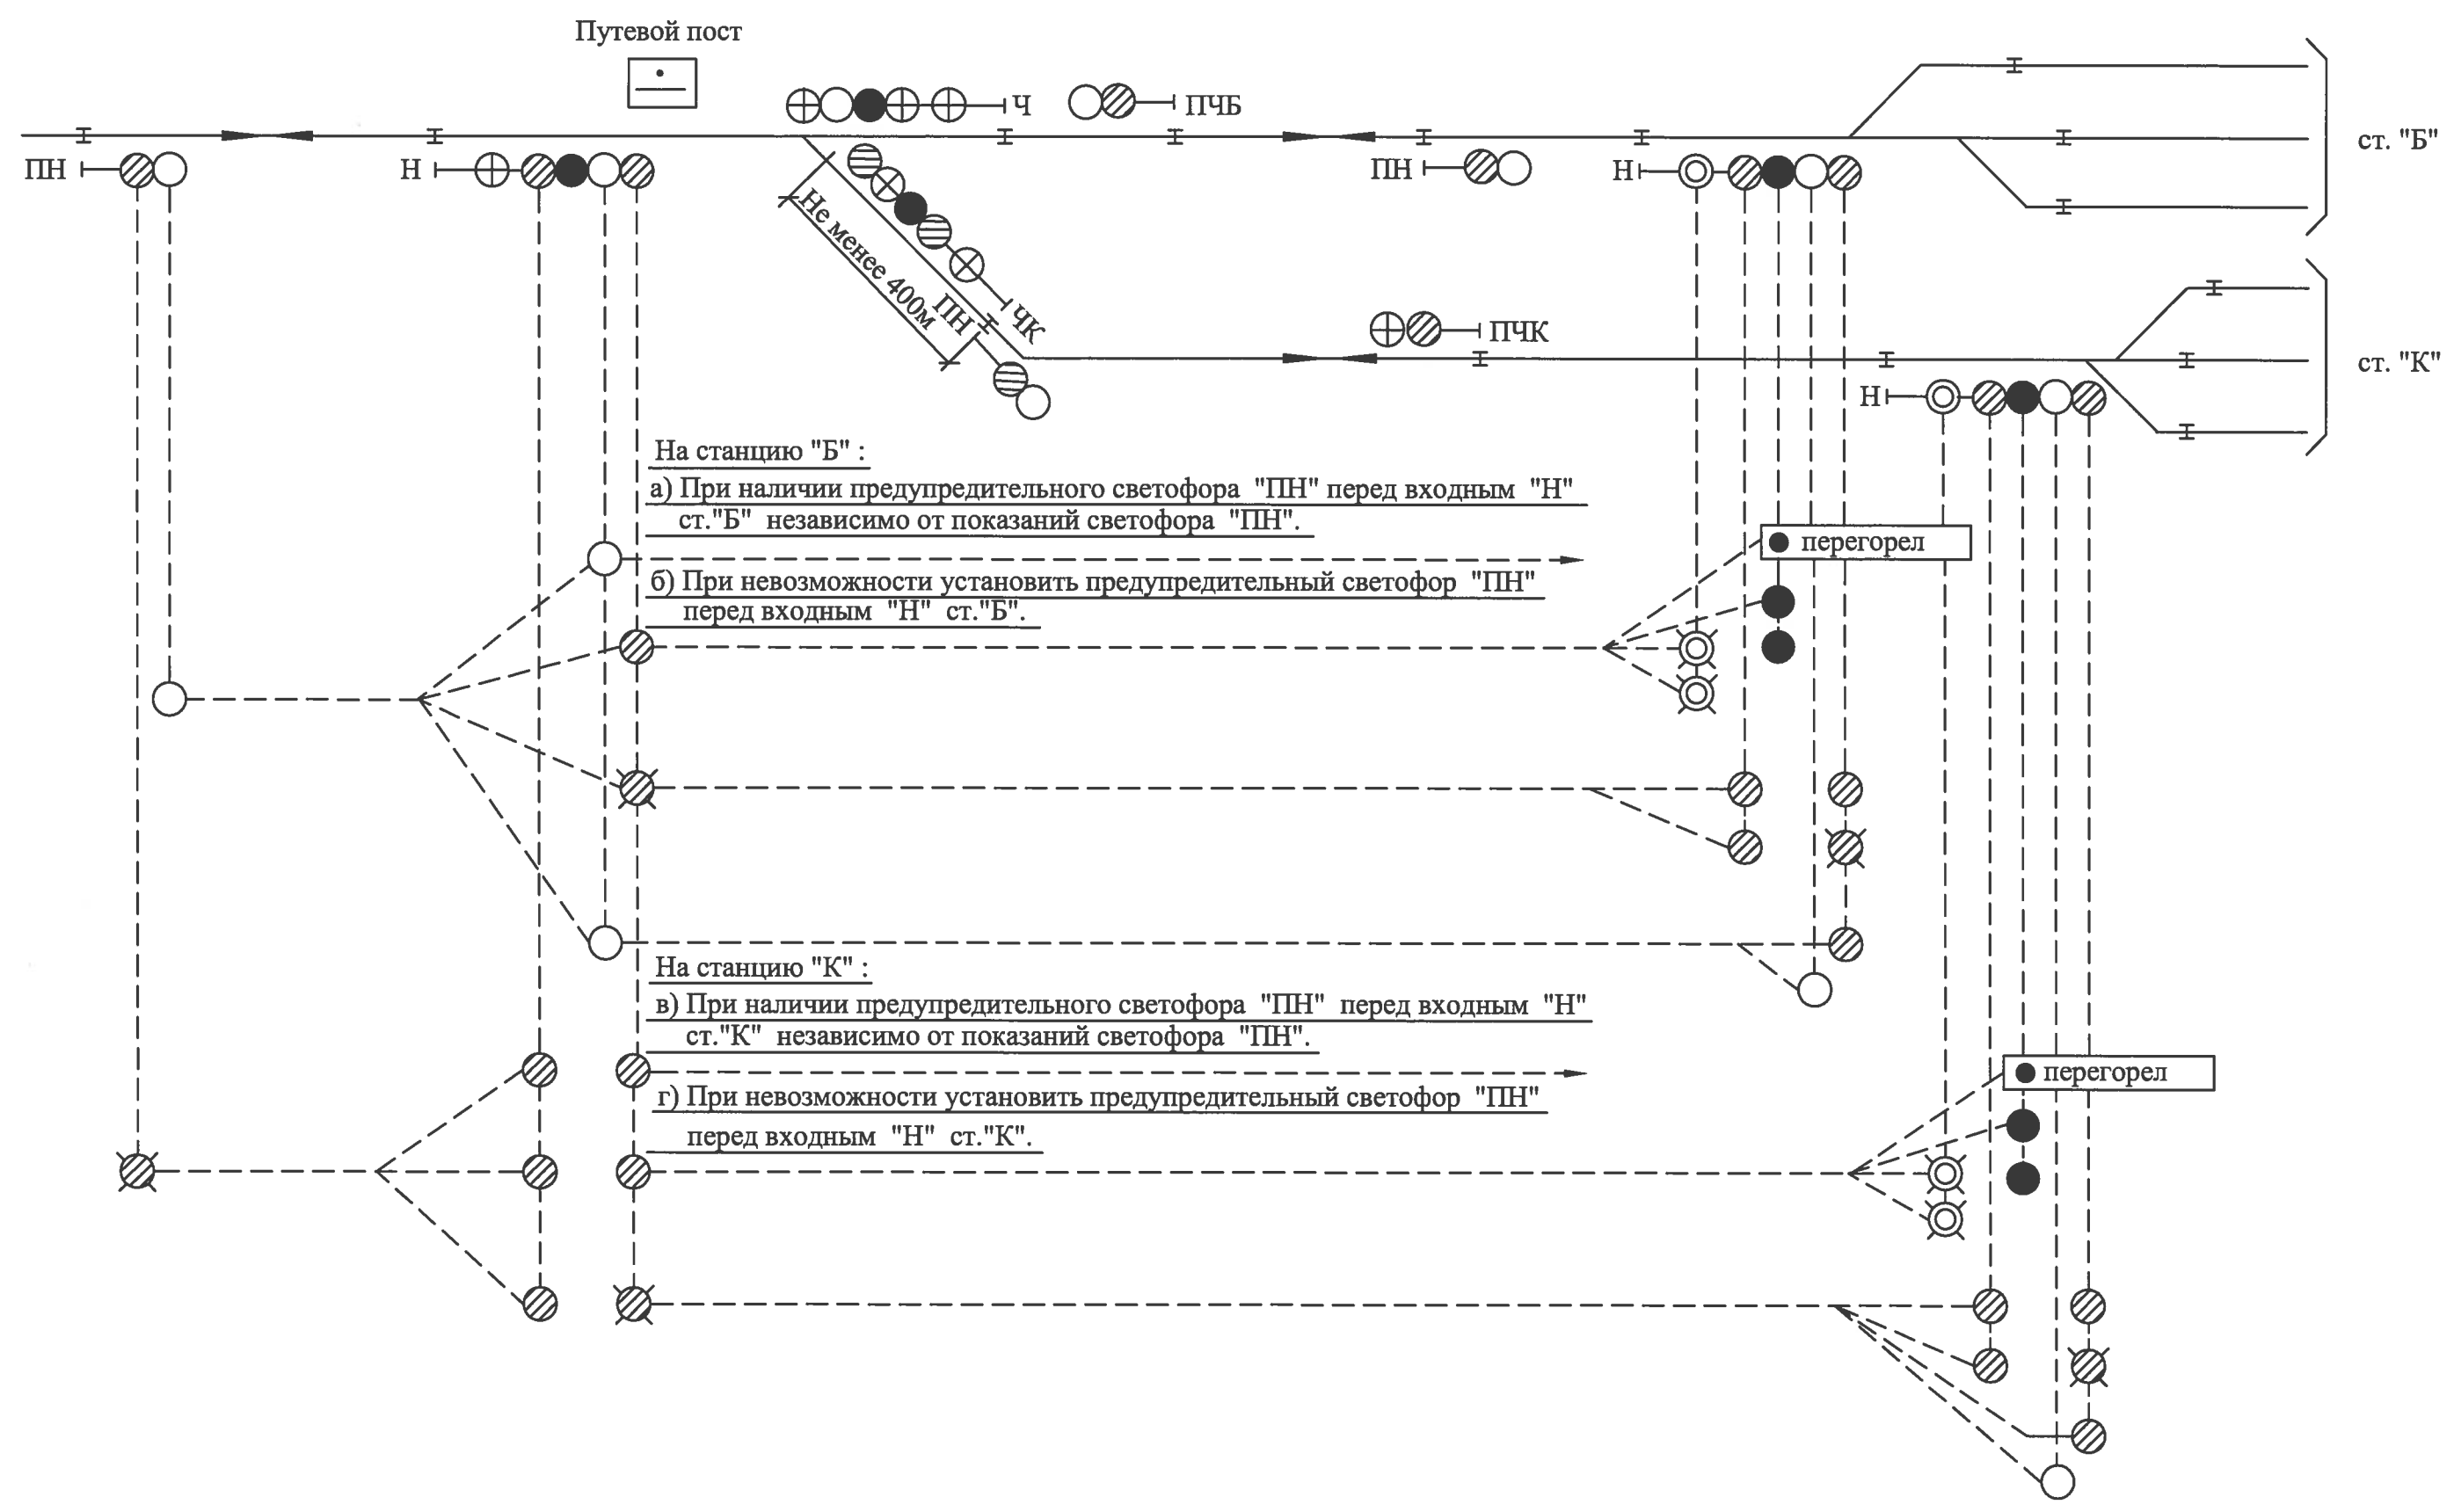 Путевой пост
Ч
ПЧБ
ст. "Б"
ПН
Н
ПН
Н
Не менее 400м
ПН
ЧК
ПЧК
ст. "К"
Н
На станцию "Б" :
а) При наличии предупредительного светофора "ПН" перед входным "Н"
ст."Б" независимо от показаний светофора "ПН".
перегорел
б) При невозможности установить предупредительный светофор "ПН"
перед входным "Н" ст."Б".
На станцию "К" :
в) При наличии предупредительного светофора "ПН" перед входным "Н"
ст."К" независимо от показаний светофора "ПН".
перегорел
г) При невозможности установить предупредительный светофор "ПН"
перед входным "Н" ст."К".